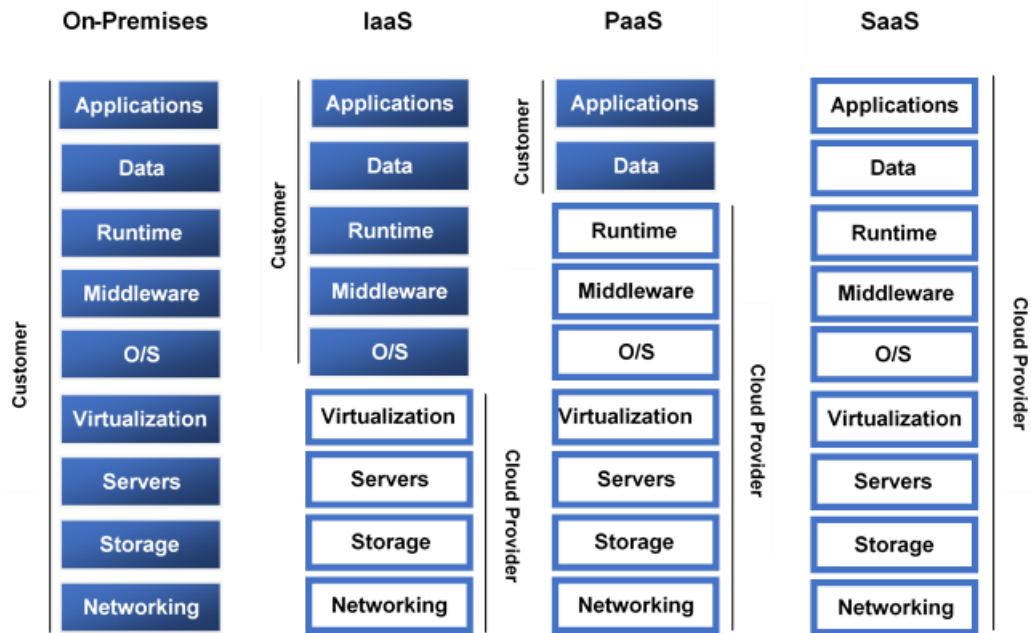 On-Premises
IaaS
PaaS
SaaS
Customer
Applications
Data
Runtime
Middleware
O/S
Virtualization
Servers
Storage
Networking
Customer
Applications
Data
Runtime
Middleware
O/S
Virtualization
Servers
Storage
Networking
Cloud Provider
Customer
Applications
Data
Runtime
Middleware
O/S
Virtualization
Servers
Storage
Networking
Cloud Provider
Applications
Data
Runtime
Middleware
O/S
Virtualization
Servers
Storage
Networking
Cloud Provider